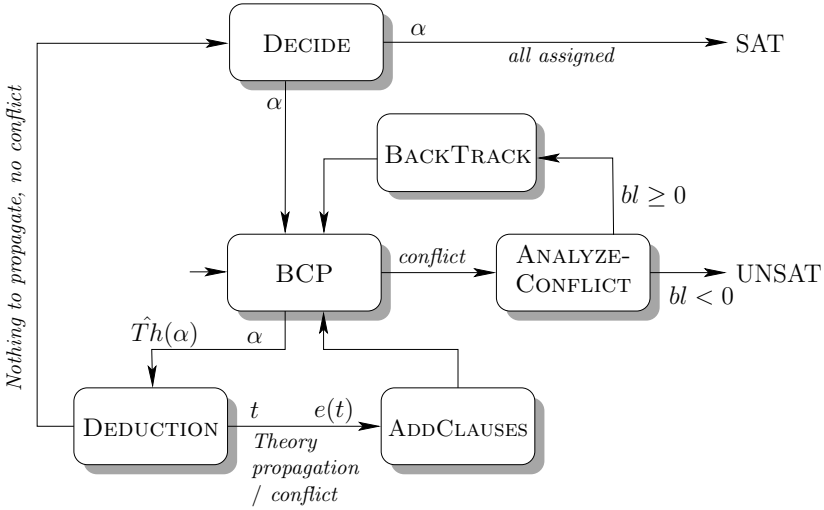 DECIDE
α
all assigned
SAT
α
BACKTRACK
Nothing to propagate, no conflict
bl ≥ 0
BCP
conflict
ANALYZE-
CONFLICT
bl < 0
UNSAT
T̂h(α)
α
DEDUCTION
t
e(t)
ADDCLAUSES
Theory
propagation
/ conflict